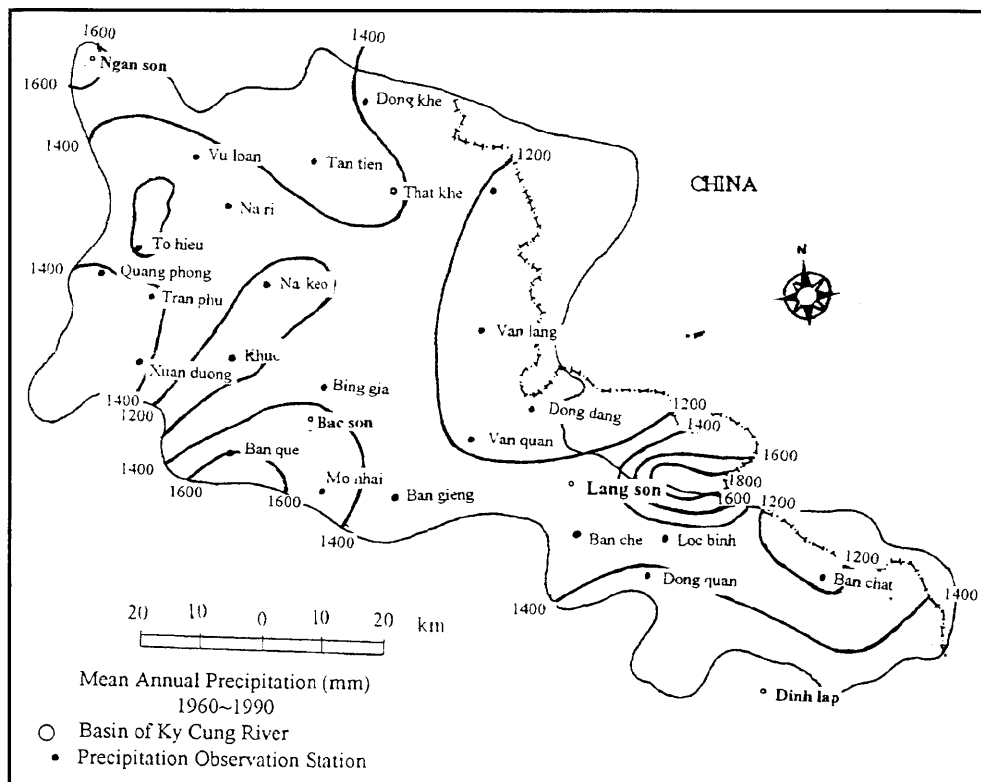 1600
1400
Ngan son
1600
Dong khe
1400
Vu loan
Tan tien
1200
CHINA
That khe
Na ri
N
To hieu
1400
Quang phong
Na keo
Tran phu
Van lang
Khuc
Xuan duong
Bing gia
1400
1200
Dong dang
1200
Bac son
1400
Van quan
Ban que
1400
1600
1600
Mo nhai
1600
Lang son
1800
1600
1200
Ban gieng
1400
Ban che
Loc binh
1200
Dong quan
Ban chat
1400
1400
20 10 0 10 20 km
Mean Annual Precipitation (mm)
1960~1990
Dinh lap
Basin of Ky Cung River
Precipitation Observation Station